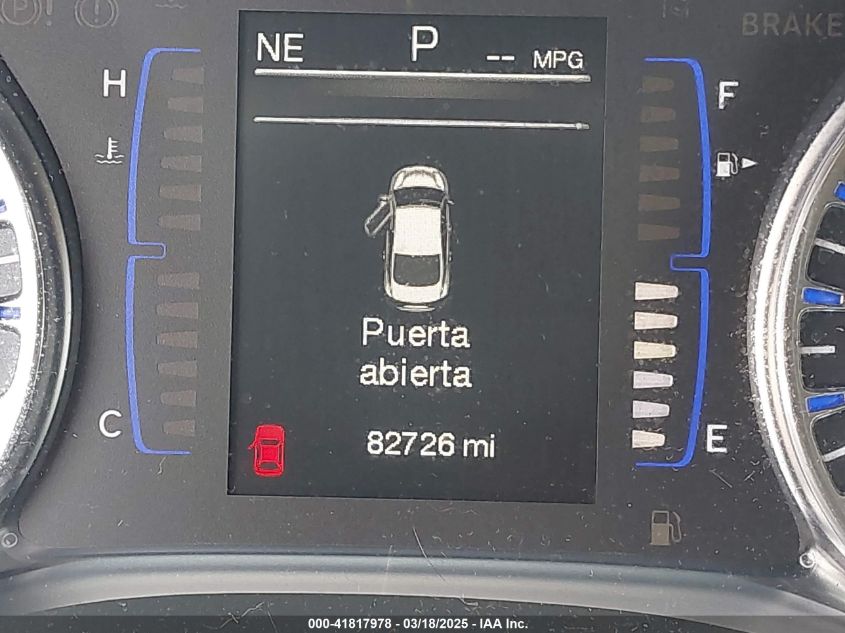 BRAKE
NE P -- MPG
H
F
Puerta
abierta
C
82726 mi
E
000-41817978 - 03/18/2025 - IAA Inc.